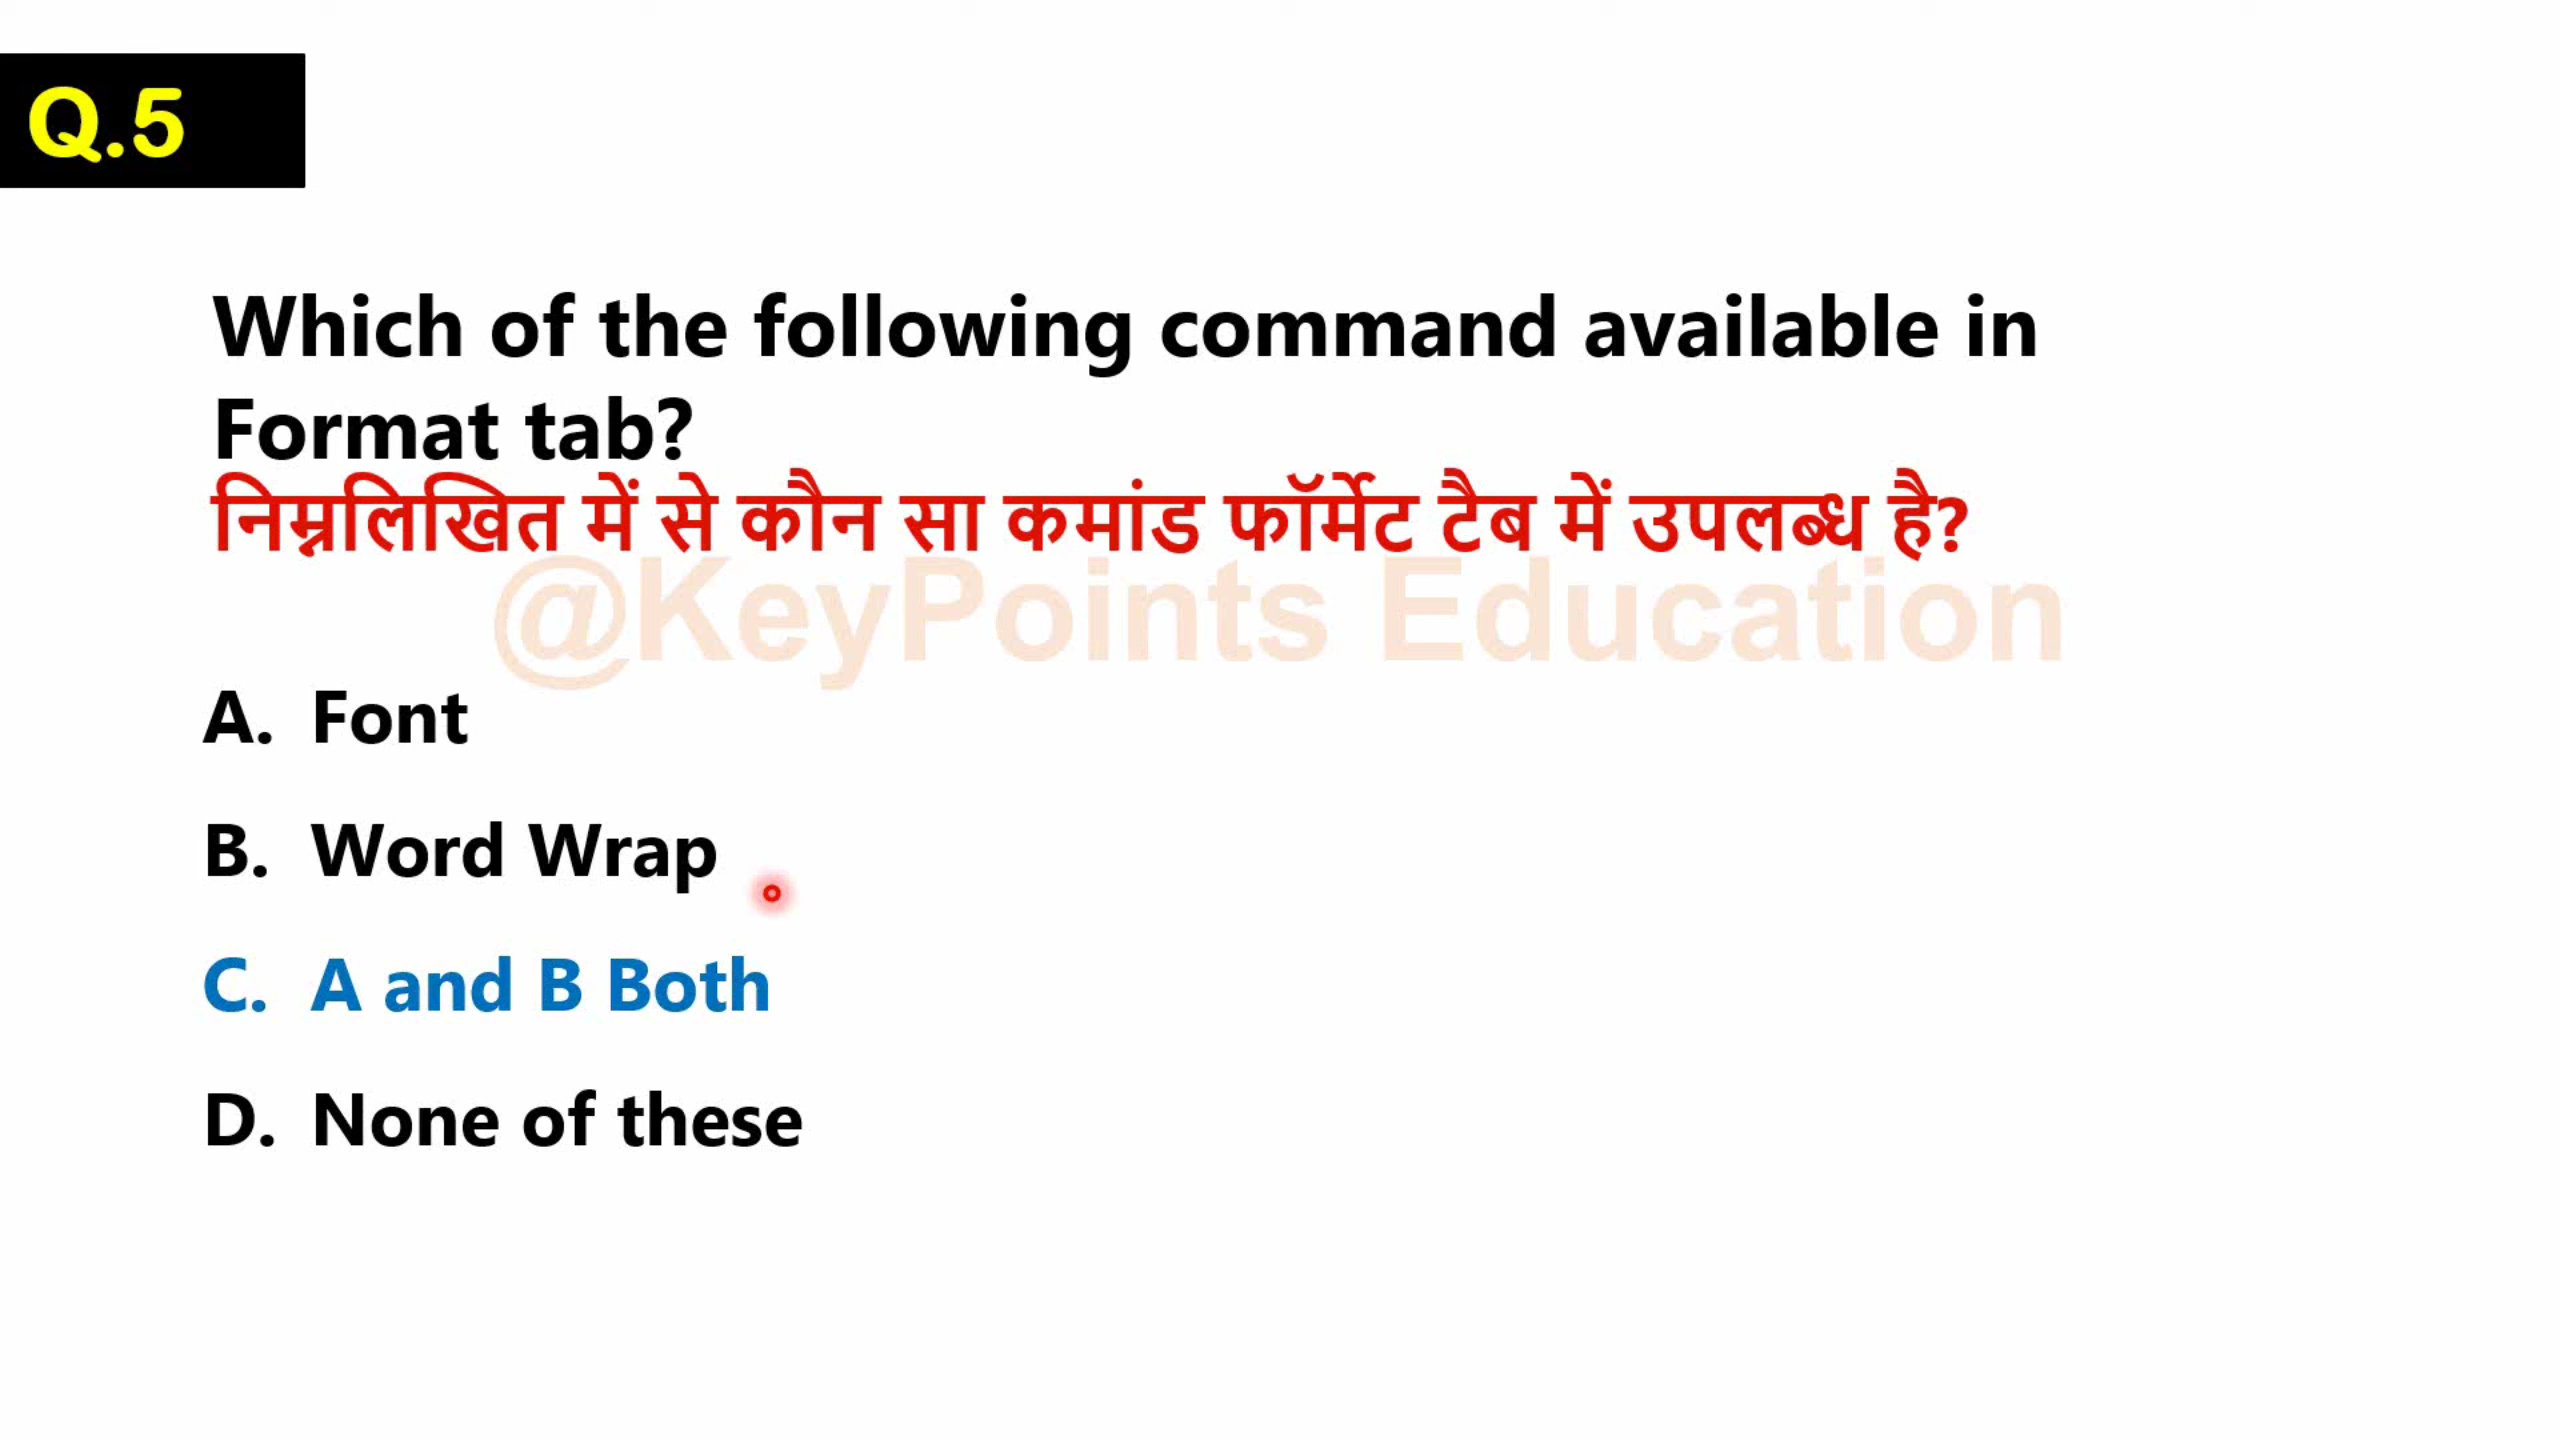 Q.5
Which of the following command available in
Format tab?
निम्नलिखित में से कौन सा कमांड फॉर्मेट टैब में उपलब्ध है?
@KeyPoints Education
A. Font
B. Word Wrap
C. A and B Both
D. None of these